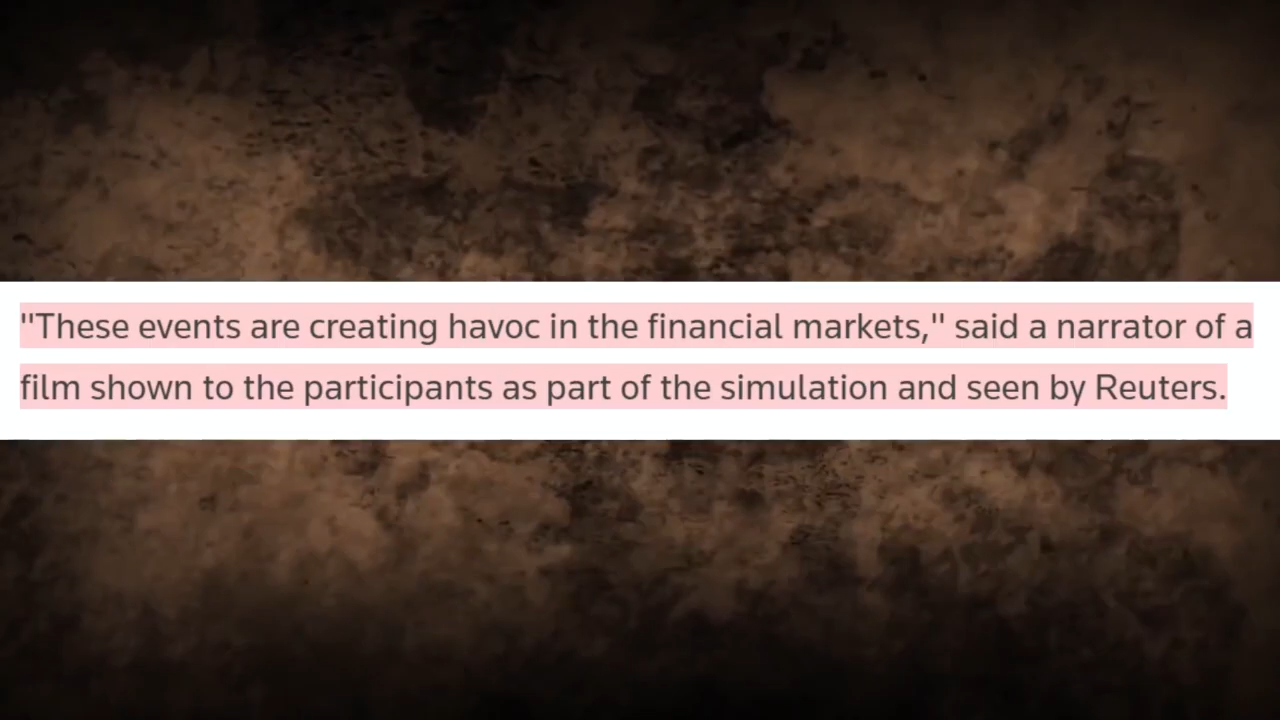 "These events are creating havoc in the financial markets," said a narrator of a
film shown to the participants as part of the simulation and seen by Reuters.